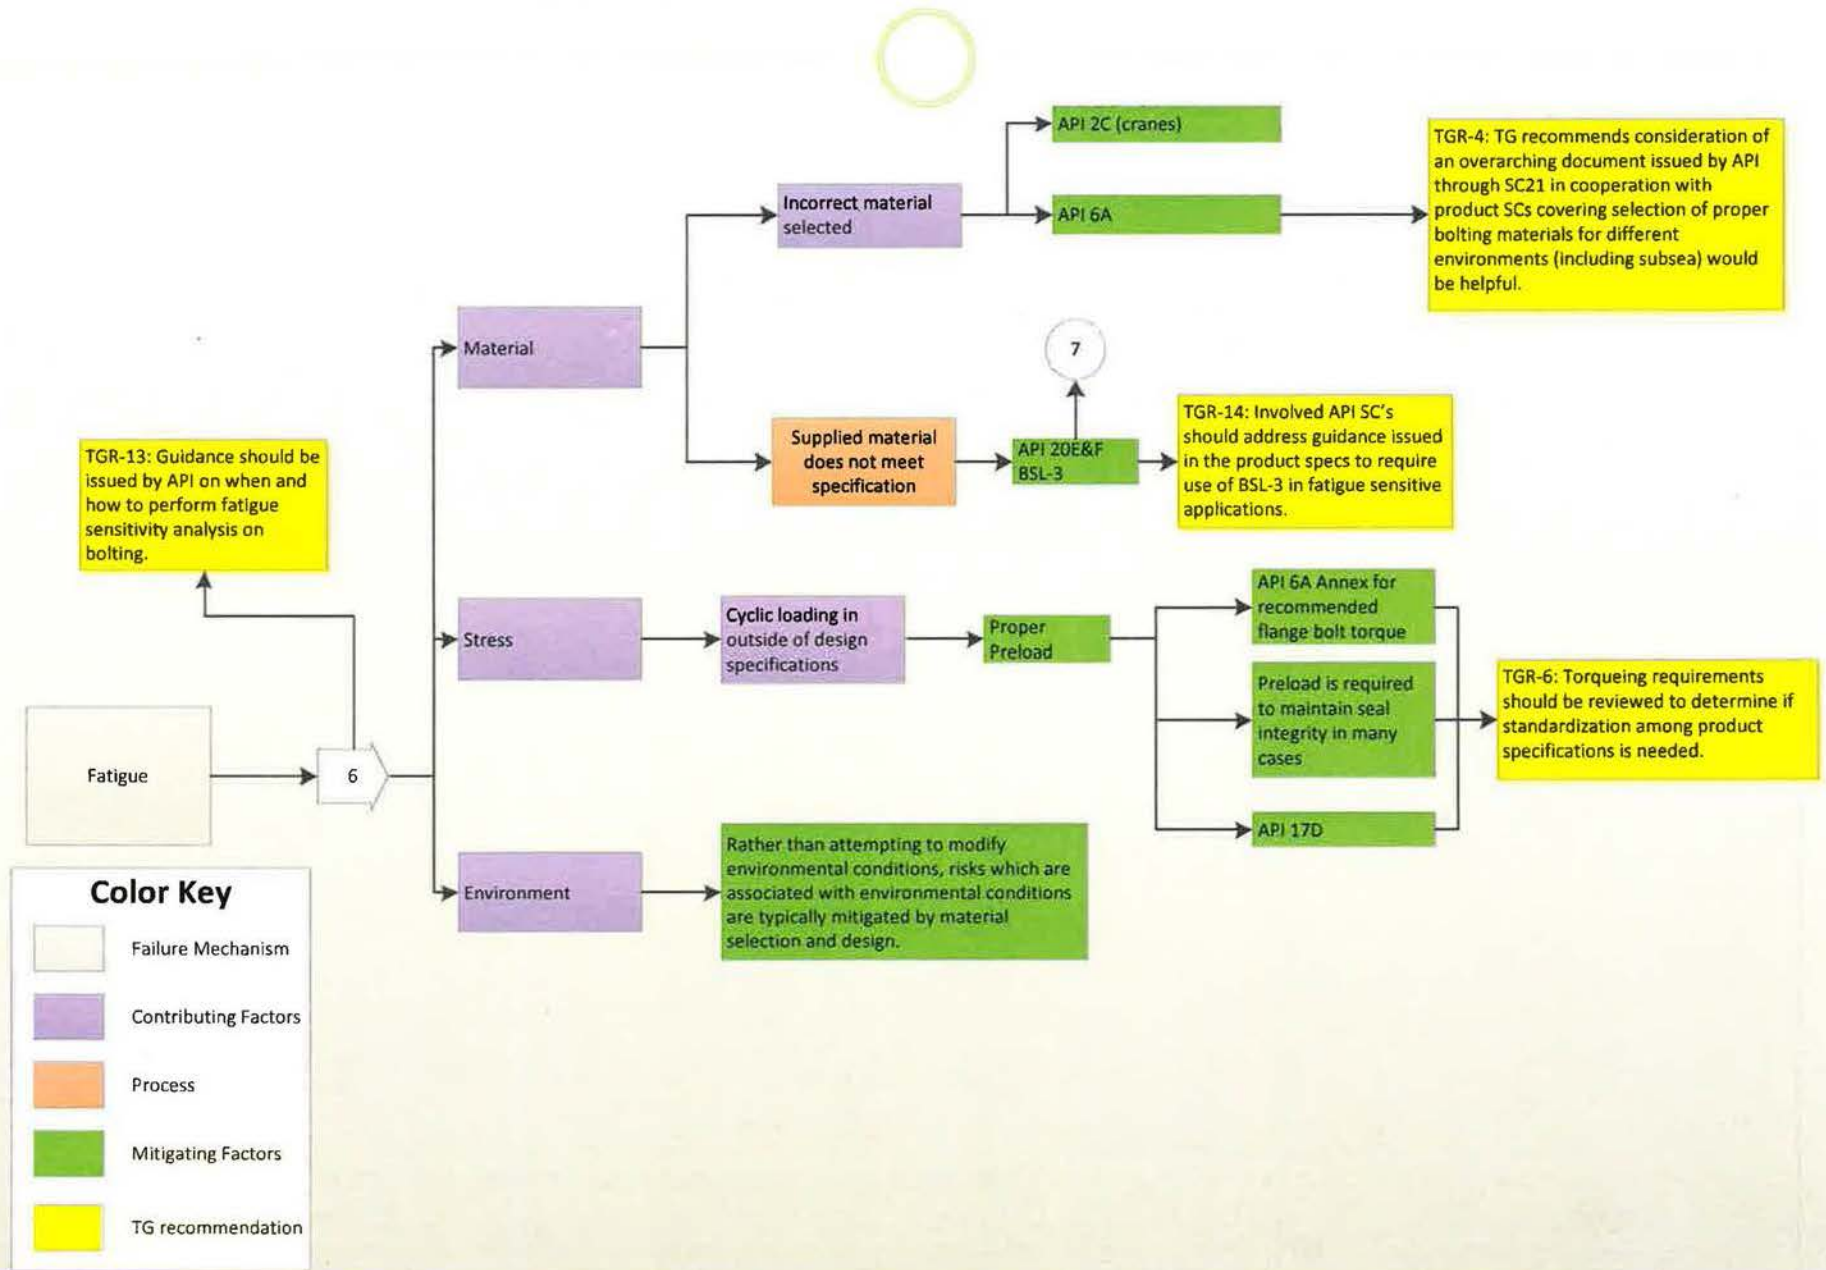 API 2C (cranes)
TGR-4: TG recommends consideration of
an overarching document issued by API
through SC21 in cooperation with
product SCs covering selection of proper
bolting materials for different
environments (including subsea) would
be helpful.
Incorrect material
selected
API 6A
Material
7
TGR-13: Guidance should be
issued by API on when and
how to perform fatigue
sensitivity analysis on
bolting.
Supplied material
does not meet
specification
API 20E&F
BSL-3
TGR-14: Involved API SC's
should address guidance issued
in the product specs to require
use of BSL-3 in fatigue sensitive
applications.
Stress
Cyclic loading in
outside of design
specifications
Proper
Preload
API 6A Annex for
recommended
flange bolt torque
Preload is required
to maintain seal
integrity in many
cases
API 17D
TGR-6: Torqueing requirements
should be reviewed to determine if
standardization among product
specifications is needed.
Fatigue
6
Environment
Rather than attempting to modify
environmental conditions, risks which are
associated with environmental conditions
are typically mitigated by material
selection and design.
Color Key
Failure Mechanism
Contributing Factors
Process
Mitigating Factors
TG recommendation